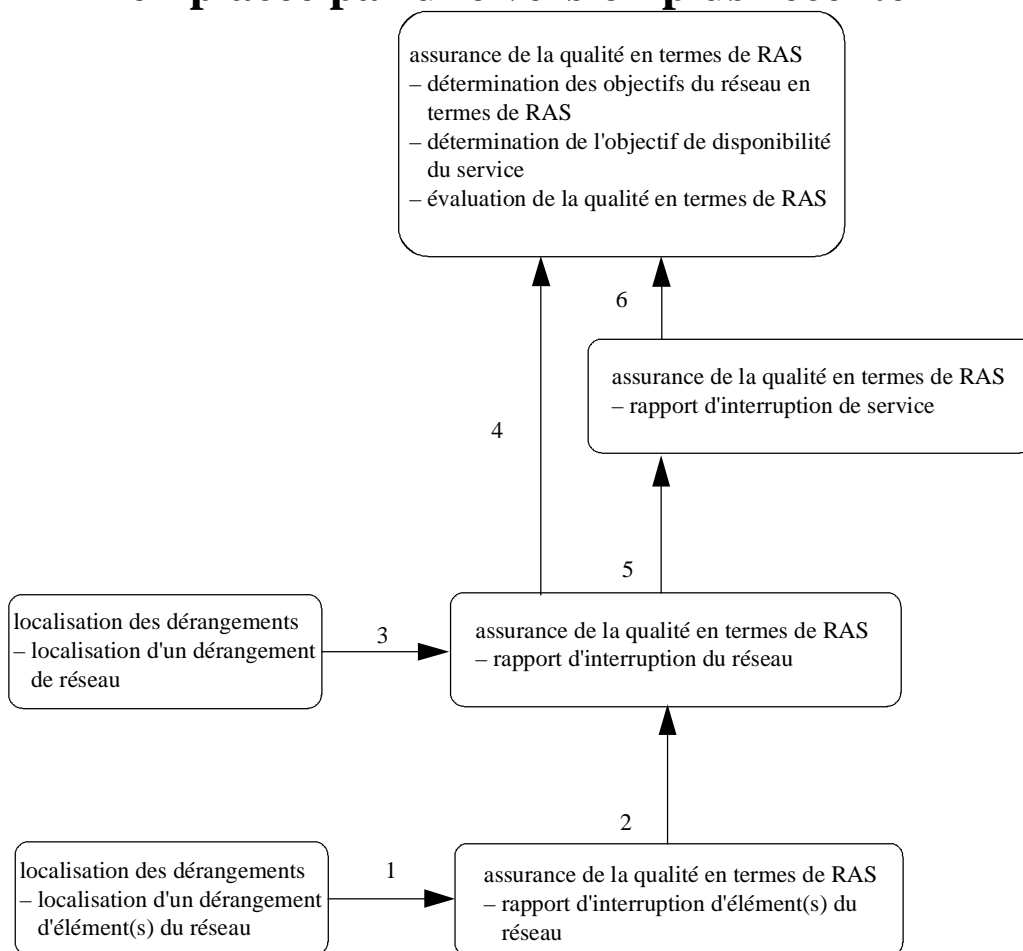 assurance de la qualité en termes de RAS
– détermination des objectifs du réseau en
termes de RAS
– détermination de l'objectif de disponibilité
du service
– évaluation de la qualité en termes de RAS
6
assurance de la qualité en termes de RAS
– rapport d'interruption de service
4
5
localisation des dérangements
– localisation d'un dérangement
de réseau
3
assurance de la qualité en termes de RAS
– rapport d'interruption du réseau
2
localisation des dérangements
– localisation d'un dérangement
d'élément(s) du réseau
1
assurance de la qualité en termes de RAS
– rapport d'interruption d'élément(s) du
réseau